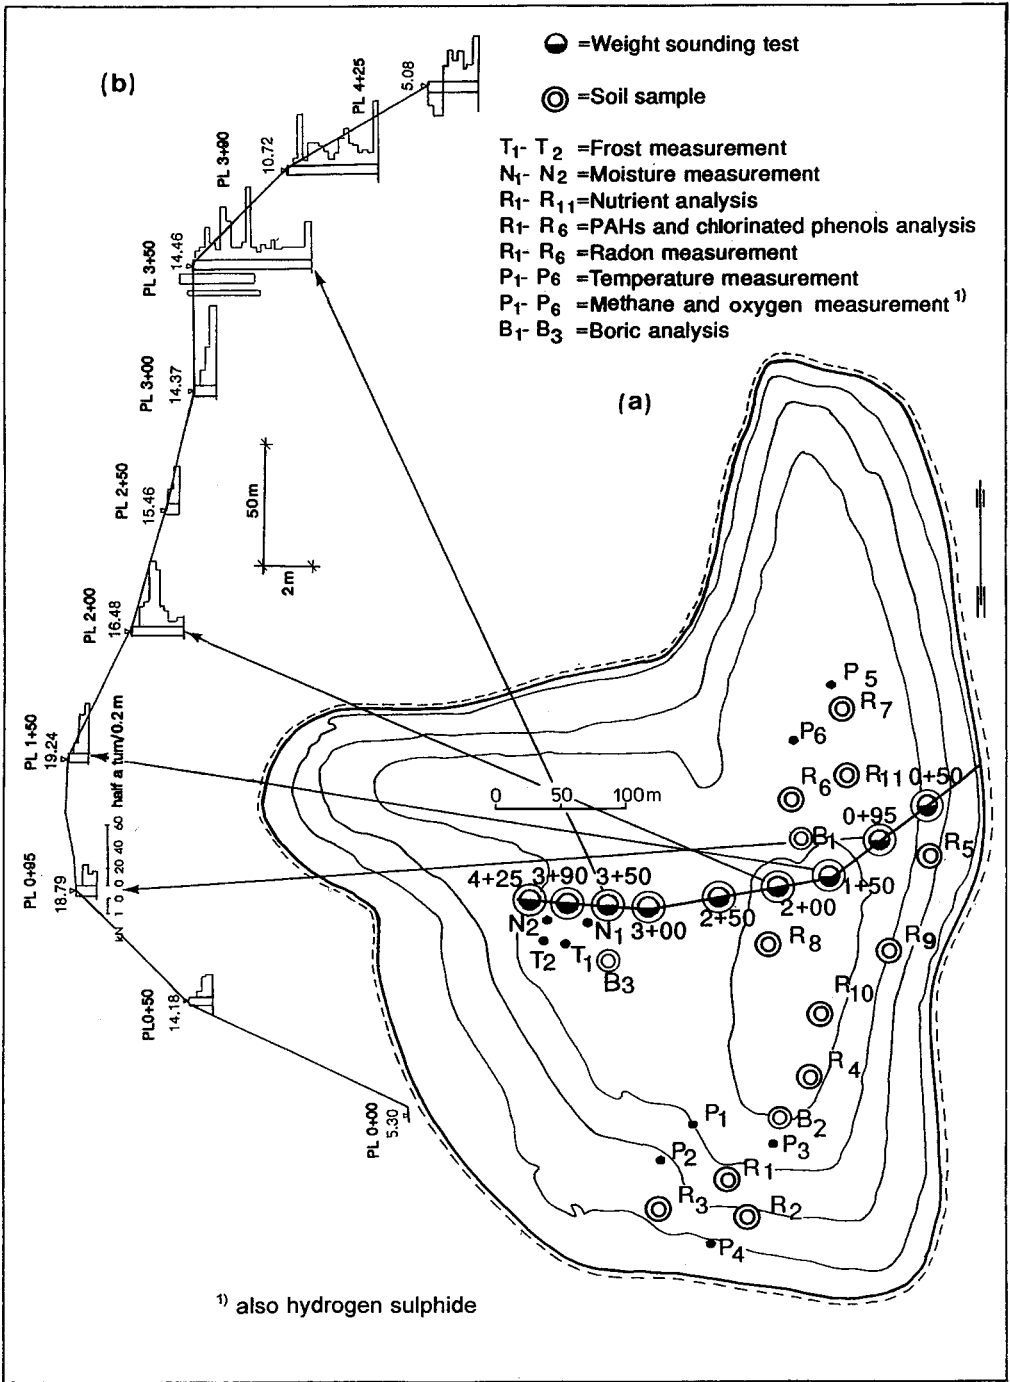 (b)
=Weight sounding test
=Soil sample
T1- T2 =Frost measurement
N1- N2 =Moisture measurement
R1- R11=Nutrient analysis
R1- R6 =PAHs and chlorinated phenols analysis
R1- R6 =Radon measurement
P1- P6 =Temperature measurement
P1- P6 =Methane and oxygen measurement 1)
B1- B3 =Boric analysis
PL 4+25
5.08
PL 3+90
10.72
PL 3+50
14.46
PL 3+00
14.37
PL 2+50
15.46
PL 2+00
16.48
PL 1+50
19.24
PL 0+95
18.79
PL0+50
14.18
PL 0+00
5.30
kN 1 0 0 20 40 60 half a turn/0.2 m
50m
2m
(a)
P5
R7
P6
R6
R11
0+50
0 50 100m
0+95
B1
R5
4+25
3+90
3+50
1+50
2+00
2+50
3+00
N2
N1
T2
T1
B3
R8
R9
R10
R4
B2
P1
P3
P2
R1
R3
R2
P4
1) also hydrogen sulphide